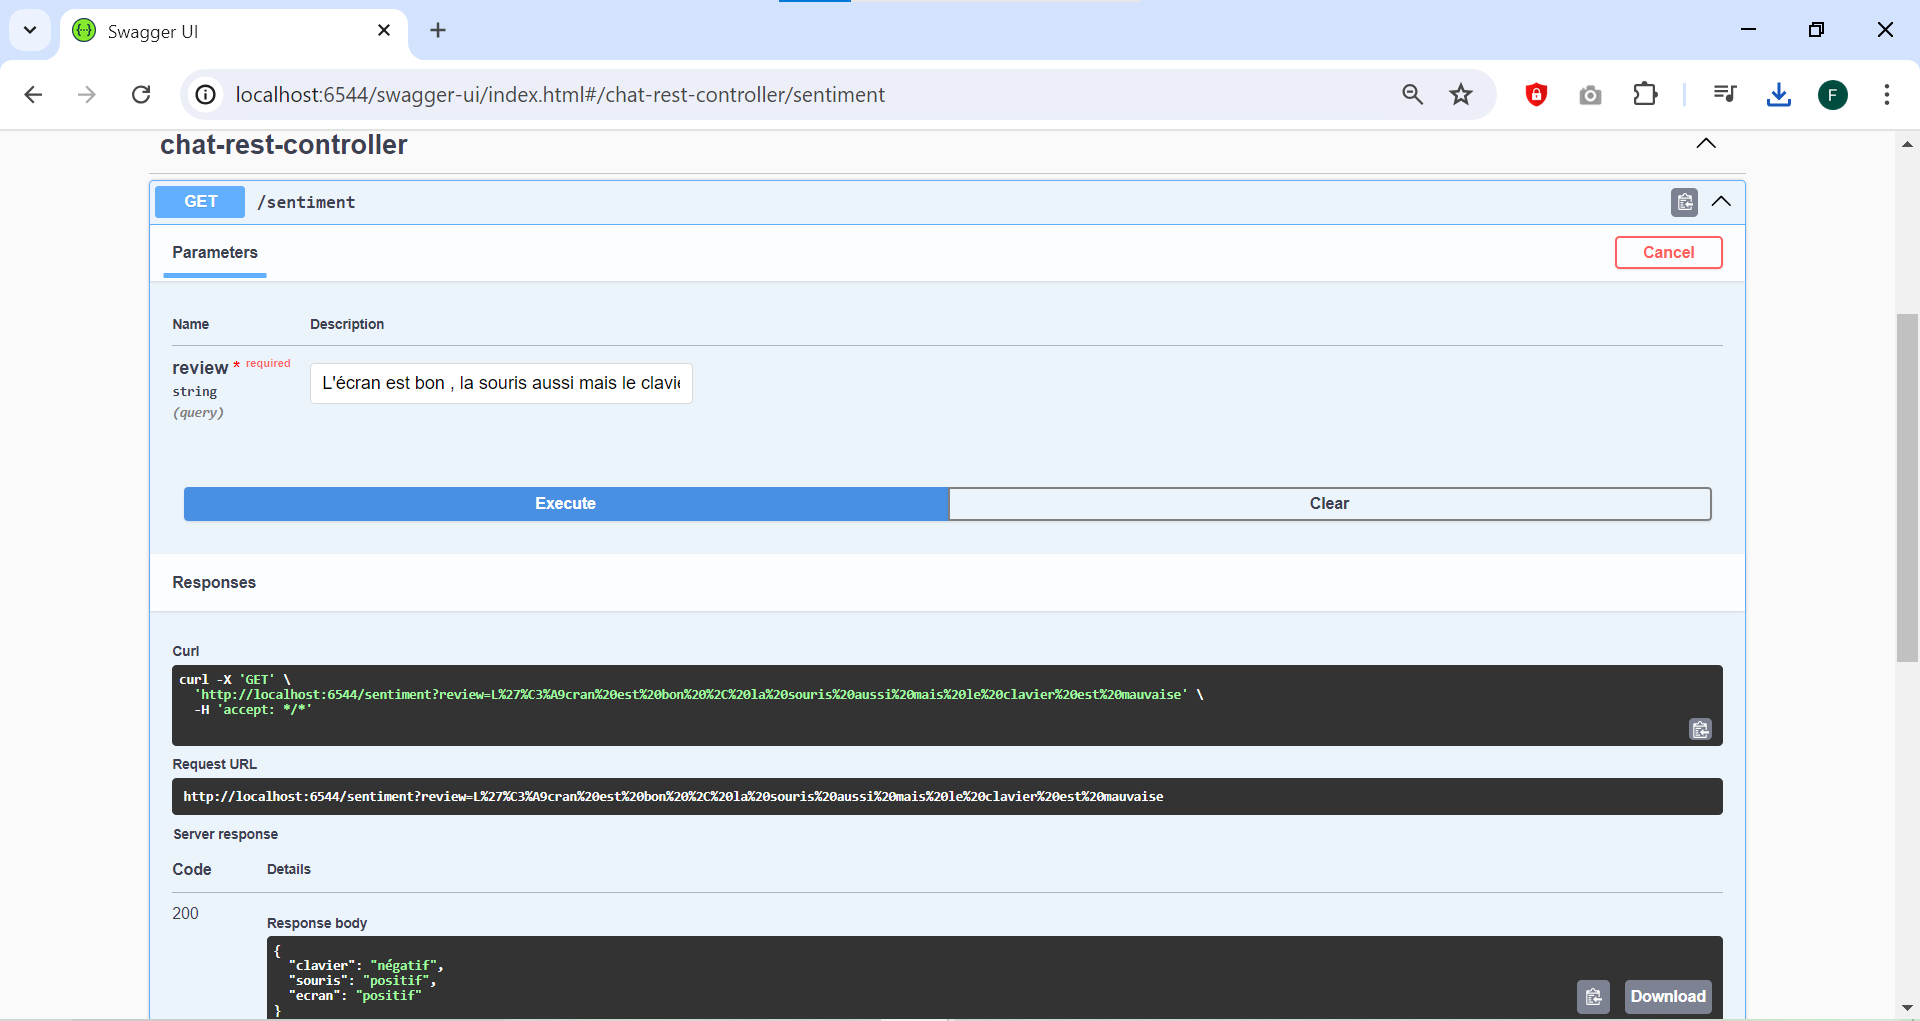 Swagger UI
localhost:6544/swagger-ui/index.html#/chat-rest-controller/sentiment
F
chat-rest-controller
GET /sentiment
Parameters
Cancel
Name Description
review * required
string
(query)
L'écran est bon , la souris aussi mais le clavie
Execute
Clear
Responses
Curl
curl -X 'GET' \
'http://localhost:6544/sentiment?review=L%27%C3%A9cran%20est%20bon%20%2C%20la%20souris%20aussi%20mais%20le%20clavier%20est%20mauvaise' \
-H 'accept: */*'
Request URL
http://localhost:6544/sentiment?review=L%27%C3%A9cran%20est%20bon%20%2C%20la%20souris%20aussi%20mais%20le%20clavier%20est%20mauvaise
Server response
Code Details
200
Response body
{
"clavier": "négatif",
"souris": "positif",
"ecran": "positif"
}
Download